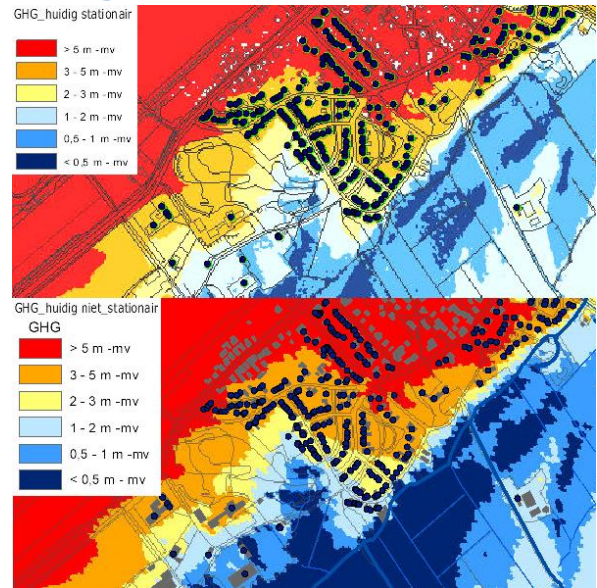 GHG_huidig stationair
> 5 m -mv
3 - 5 m -mv
2 - 3 m -mv
1 - 2 m -mv
0,5 - 1 m -mv
< 0,5 m - mv
GHG_huidig niet_stationair
GHG
> 5 m -mv
3 - 5 m -mv
2 - 3 m -mv
1 - 2 m -mv
0,5 - 1 m -mv
< 0,5 m - mv